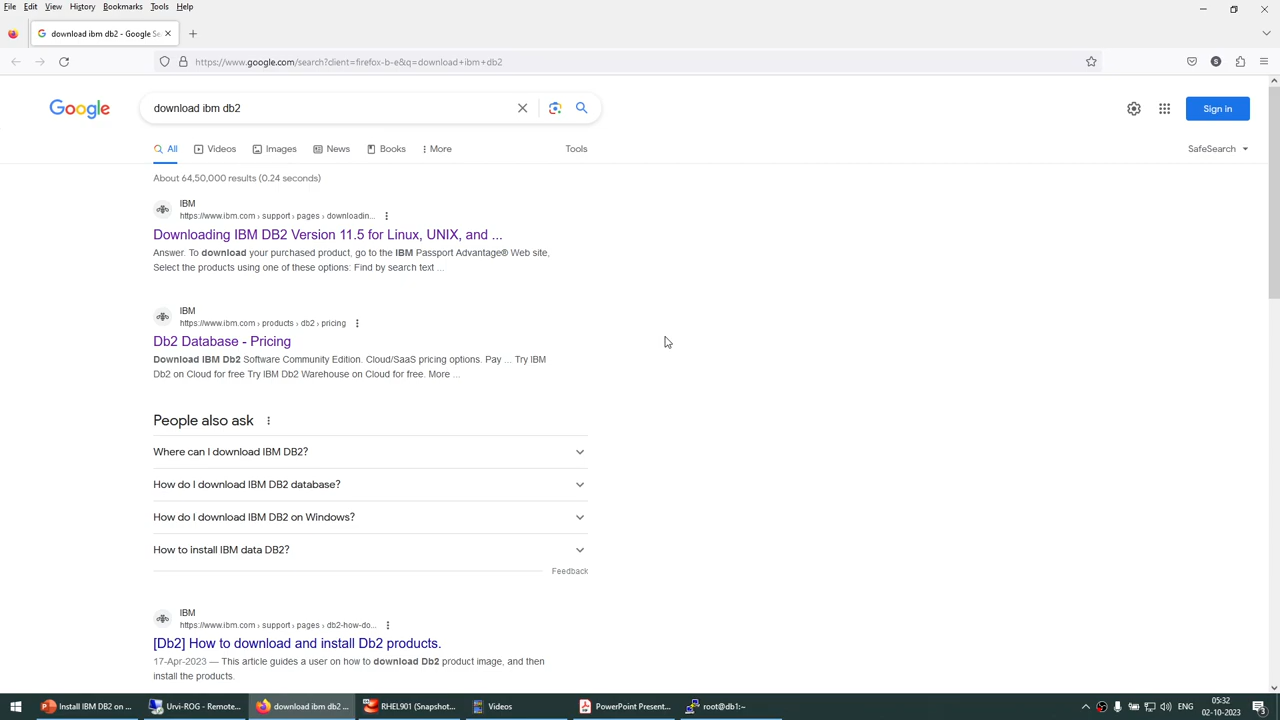 File Edit View History Bookmarks Tools Help
download ibm db2 - Google Se
https://www.google.com/search?client=firefox-b-e&q=download+ibm+db2
Google
download ibm db2
Sign in
All Videos Images News Books More Tools
SafeSearch
About 64,50,000 results (0.24 seconds)
IBM
https://www.ibm.com › support › pages › downloadin...
Downloading IBM DB2 Version 11.5 for Linux, UNIX, and ...
Answer. To download your purchased product, go to the IBM Passport Advantage® Web site,
Select the products using one of these options: Find by search text ...
IBM
https://www.ibm.com › products › db2 › pricing
Db2 Database - Pricing
Download IBM Db2 Software Community Edition. Cloud/SaaS pricing options. Pay ... Try IBM
Db2 on Cloud for free Try IBM Db2 Warehouse on Cloud for free. More ...
People also ask
Where can I download IBM DB2?
How do I download IBM DB2 database?
How do I download IBM DB2 on Windows?
How to install IBM data DB2?
Feedback
IBM
https://www.ibm.com › support › pages › db2-how-do...
[Db2] How to download and install Db2 products.
17-Apr-2023 — This article guides a user on how to download Db2 product image, and then
install the products.
Install IBM DB2 on ... Urvi-ROG - Remote... download ibm db2 ... RHEL901 (Snapshot... Videos PowerPoint Present... root@db1:~
05:32
02-10-2023
3